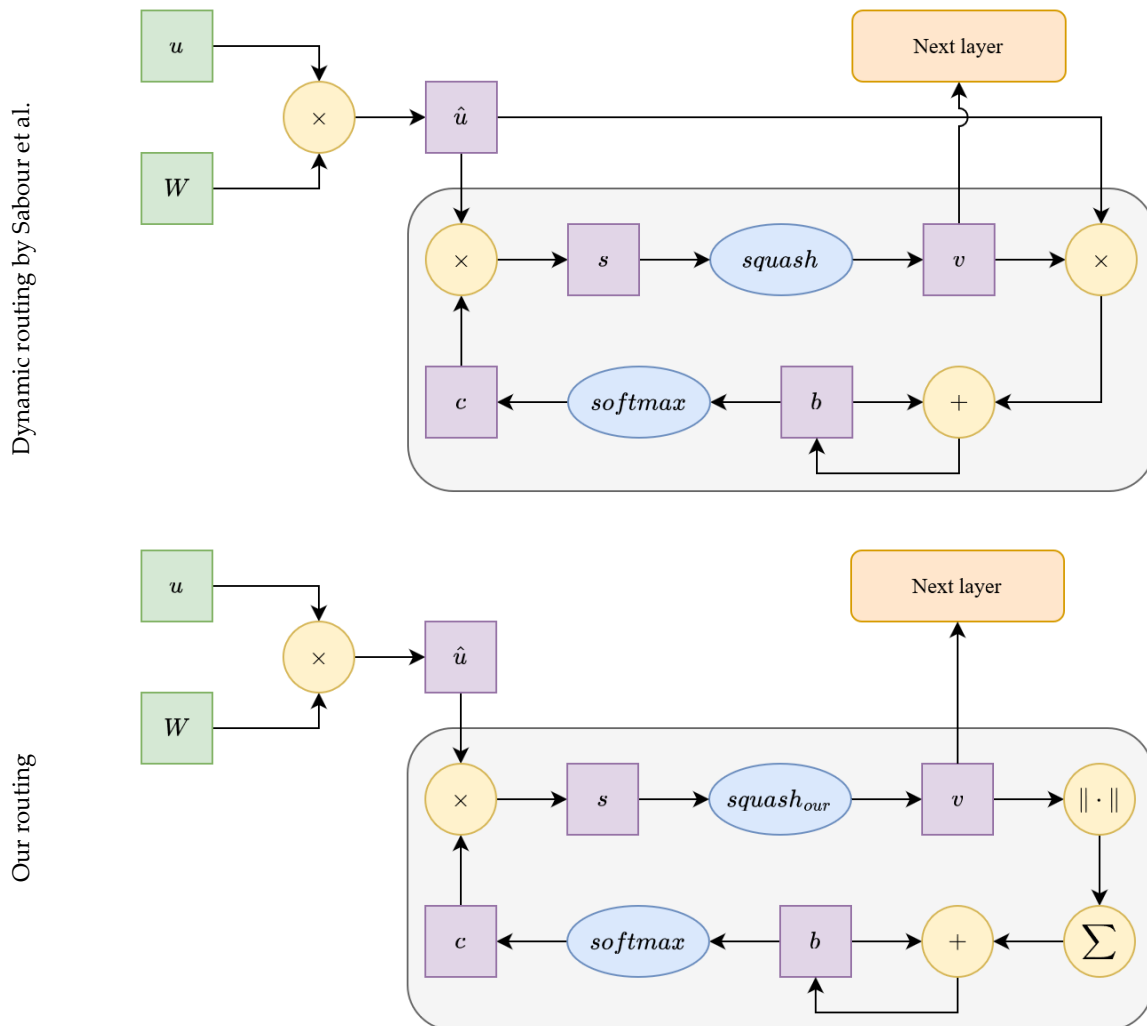 Dynamic routing by Sabour et al.
u
Next layer
×
û
W
×
s
squash
v
×
c
softmax
b
+
Our routing
u
Next layer
×
û
W
×
s
squash_our
v
‖ · ‖
c
softmax
b
+
∑